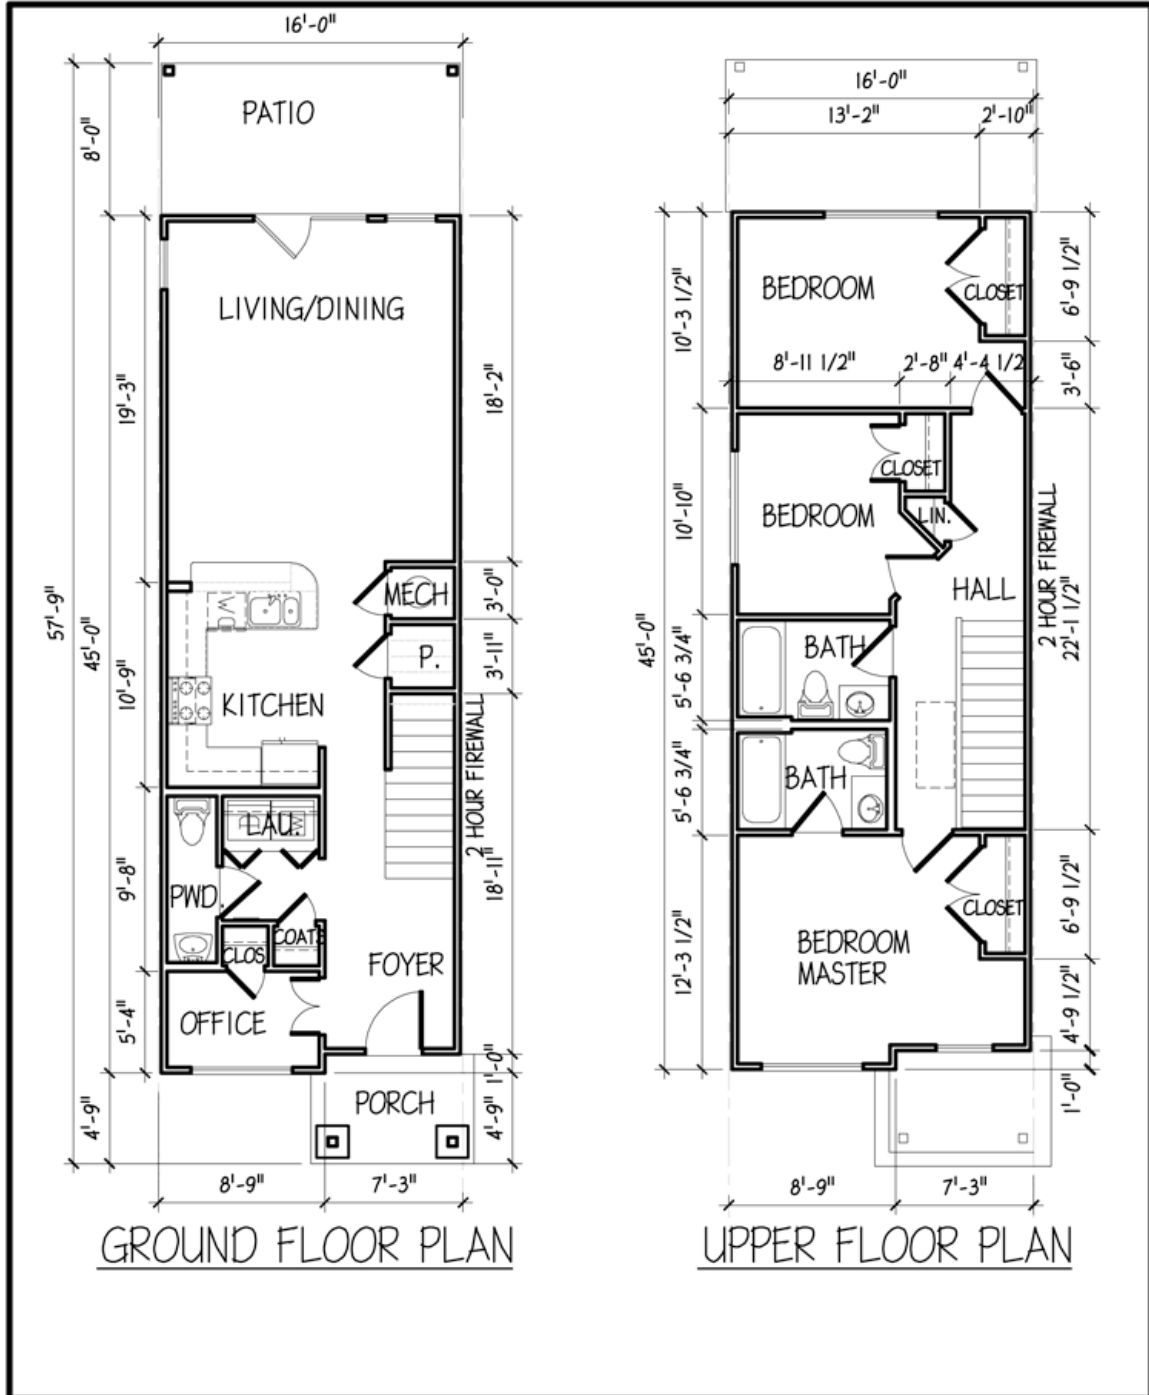 16'-0"
PATIO
8'-0"
LIVING/DINING
19'-3"
18'-2"
57'-9"
45'-0"
MECH
3'-0"
W
P.
3'-11"
KITCHEN
10'-9"
2 HOUR FIREWALL
18'-11"
LAU.
D
W
PWD.
9'-8"
COATS
CLOS
FOYER
OFFICE
5'-4"
1'-0"
PORCH
4'-9"
4'-9"
8'-9"
7'-3"
GROUND FLOOR PLAN
16'-0"
13'-2"
2'-10"
BEDROOM
CLOSET
10'-3 1/2"
6'-9 1/2"
8'-11 1/2"
2'-8"
4'-4 1/2
3'-6"
CLOSET
BEDROOM
LIN.
10'-10"
HALL
2 HOUR FIREWALL
22'-1 1/2"
45'-0"
BATH
5'-6 3/4"
BATH
5'-6 3/4"
CLOSET
6'-9 1/2"
BEDROOM
MASTER
12'-3 1/2"
4'-9 1/2"
1'-0"
8'-9"
7'-3"
UPPER FLOOR PLAN